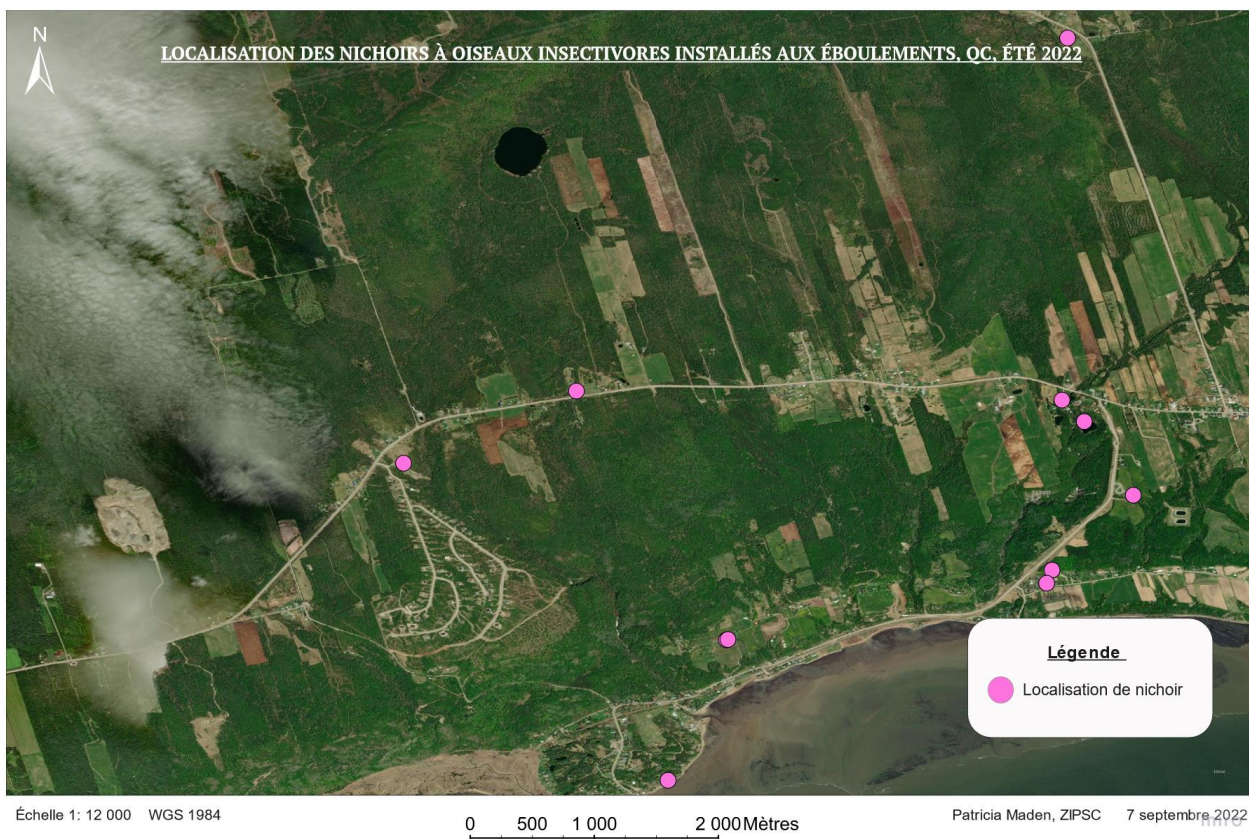 N
LOCALISATION DES NICHOIRS À OISEAUX INSECTIVORES INSTALLÉS AUX ÉBOULEMENTS, QC, ÉTÉ 2022
Légende
Localisation de nichoir
Échelle 1: 12 000 WGS 1984
0 500 1 000 2 000 Mètres
Patricia Maden, ZIPSC 7 septembre 2022
miro